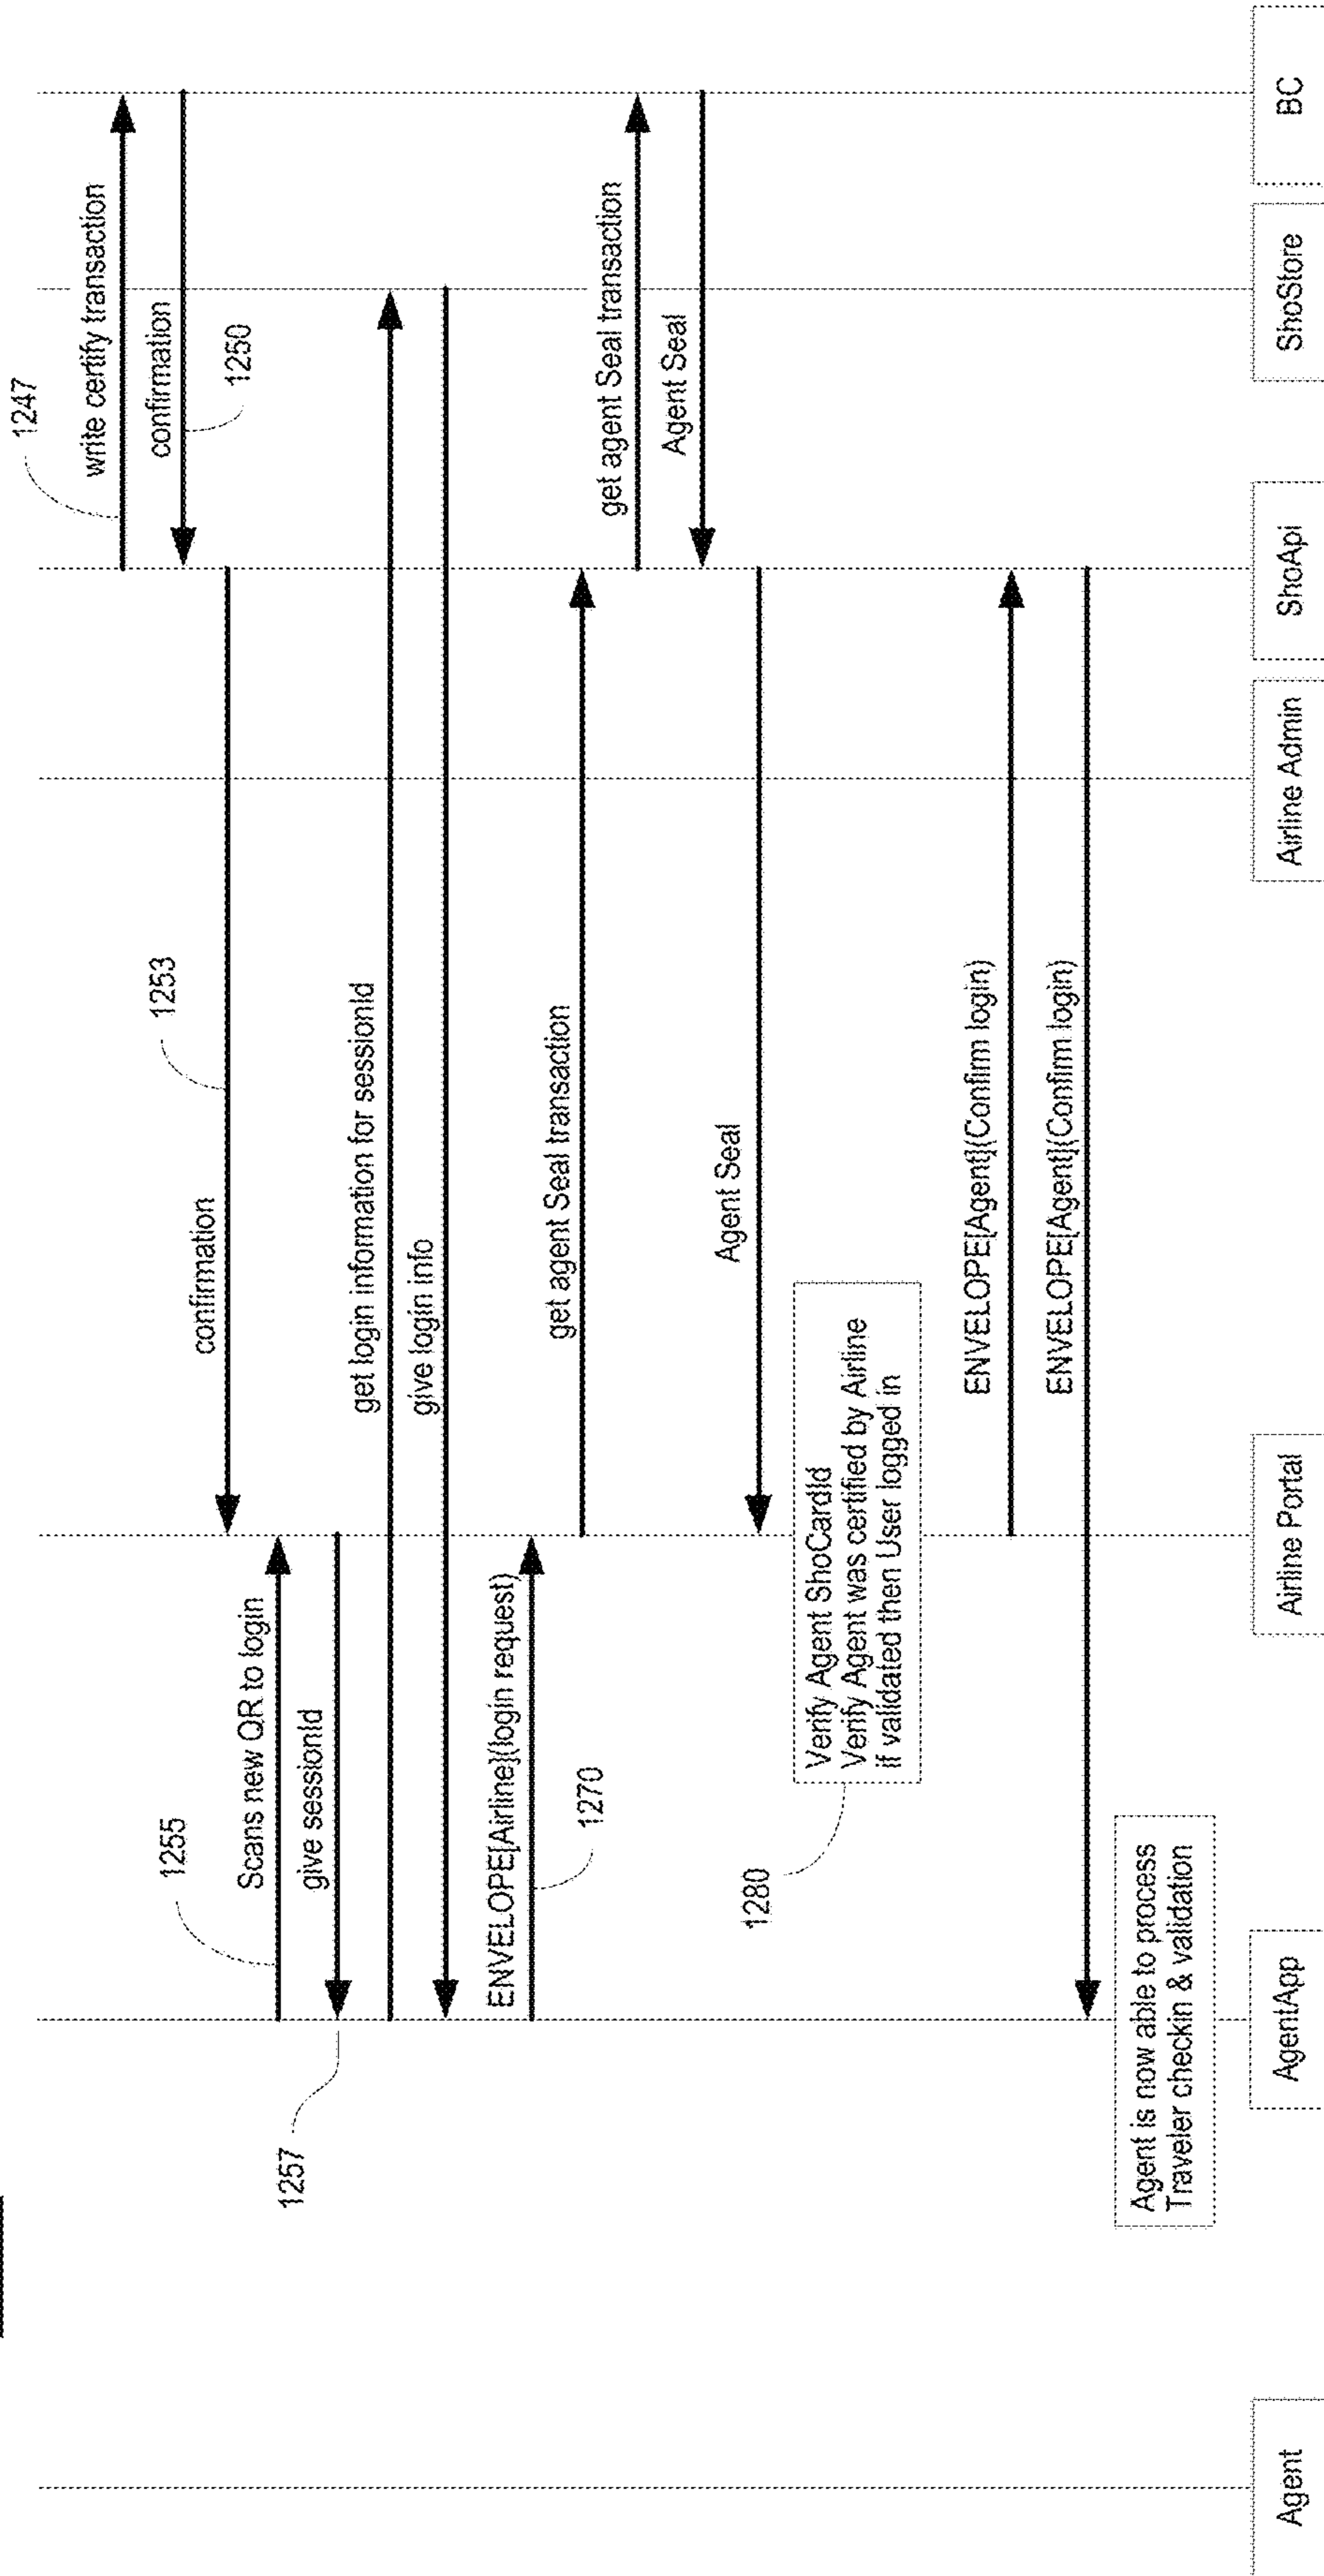 1247
write certify transaction
confirmation
1250
1253
confirmation
1255
Scans new QR to login
give sessionId
1257
get login information for sessionId
give login info
ENVELOPE[Airline](login request)
1270
get agent Seal transaction
get agent Seal transaction
Agent Seal
Agent Seal
1280
Verify Agent ShoCardId
Verify Agent was certified by Airline
if validated then User logged in
ENVELOPE[Agent](Confirm login)
ENVELOPE[Agent](Confirm login)
Agent is now able to process
Traveler checkin & validation
Agent
AgentApp
Airline Portal
Airline Admin
ShoApi
ShoStore
BC